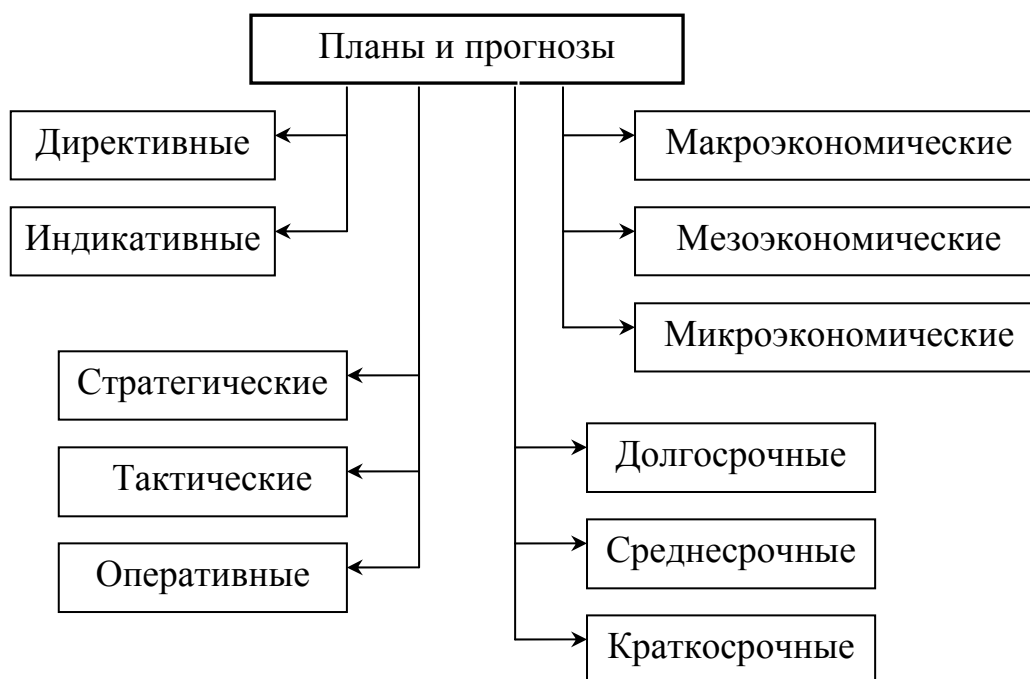 Планы и прогнозы
Директивные
Индикативные
Стратегические
Тактические
Оперативные
Макроэкономические
Мезоэкономические
Микроэкономические
Долгосрочные
Среднесрочные
Краткосрочные